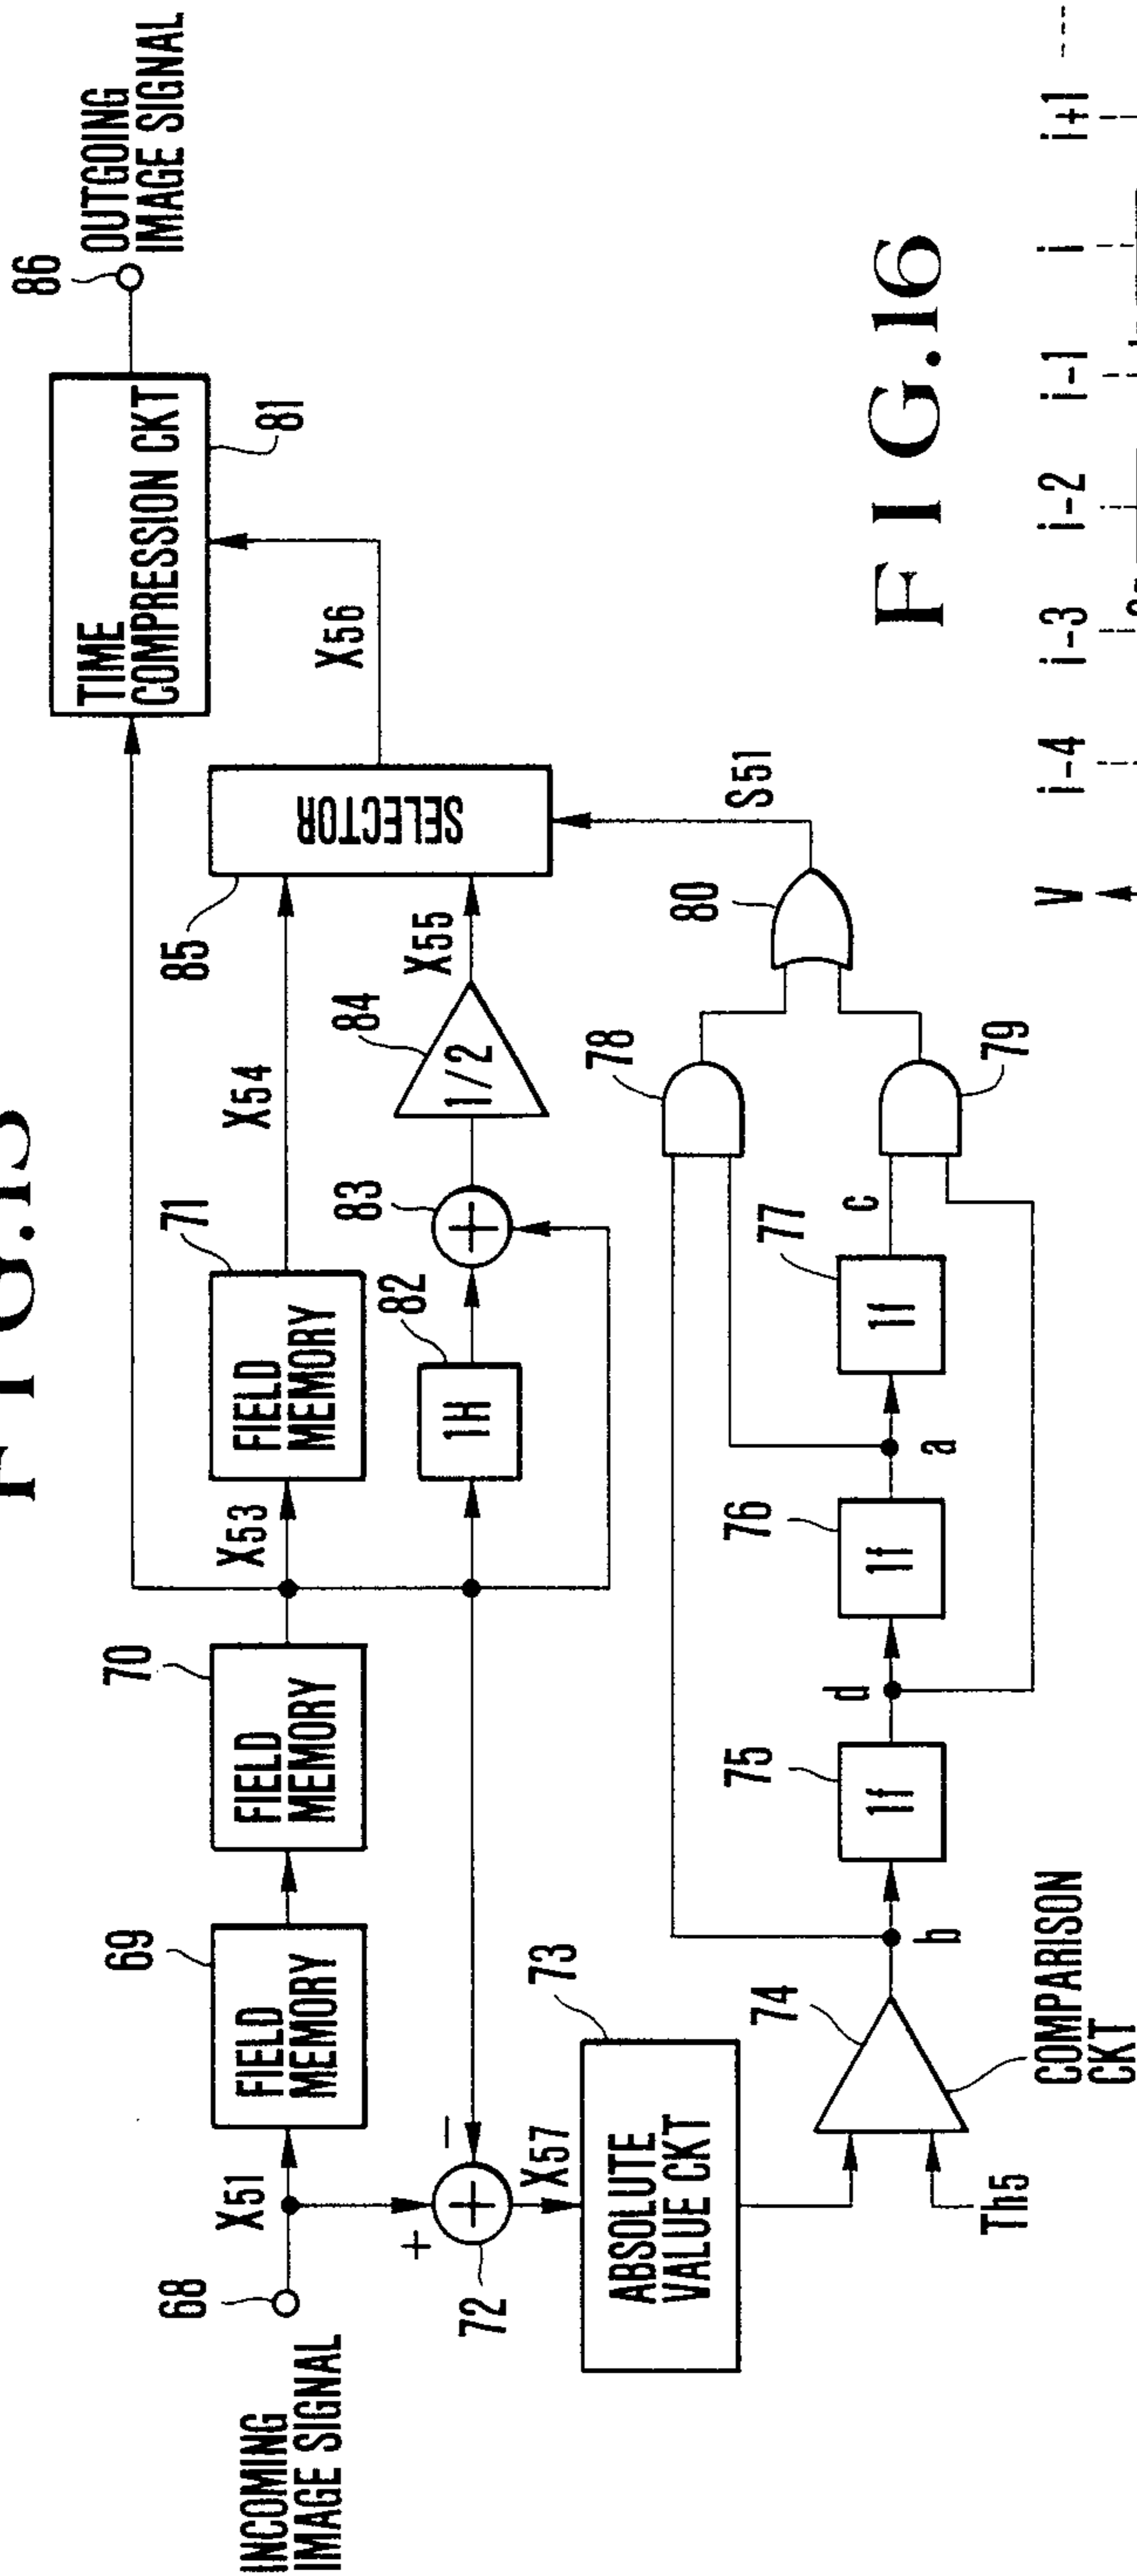 86
OUTGOING
IMAGE SIGNAL
TIME
COMPRESSION CKT
81
X56
SELECTOR
85
S51
X54
X55
84
1/2
80
71
FIELD
MEMORY
83
82
1H
78
79
X53
77
1f
c
a
70
FIELD
MEMORY
76
1f
d
69
FIELD
MEMORY
75
1f
b
73
ABSOLUTE
VALUE CKT
74
COMPARISON
CKT
Th5
X51
68
+
−
72
X57
INCOMING
IMAGE SIGNAL
FIG.16
V
i-4
i-3
i-2
i-1
i
i+1